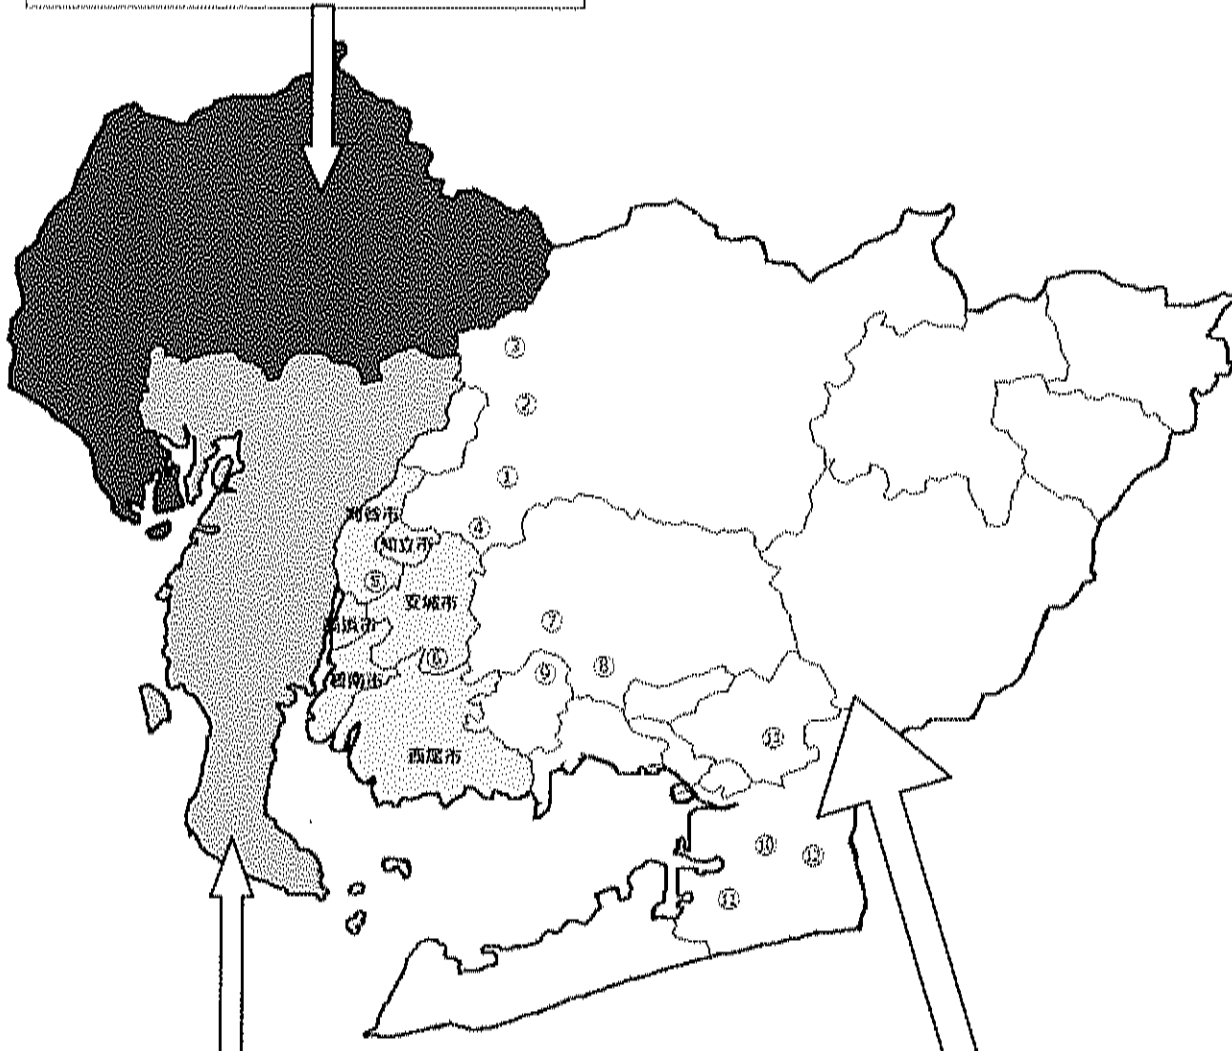 ③
②
①
刈谷市
④
知立市
⑤
安城市
高浜市
⑦
⑥
⑧
⑨
碧南市
⑬
西尾市
⑩
⑫
⑪